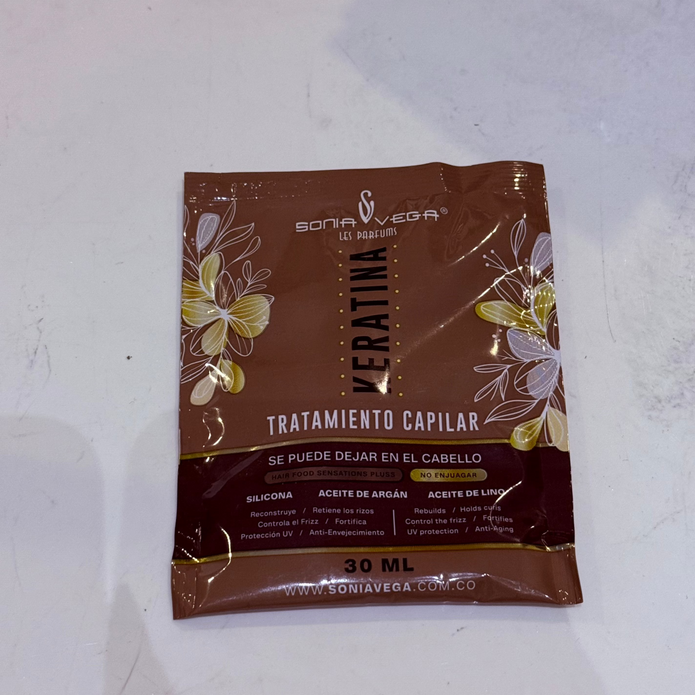 SONIA VEGA®
LES PARFUMS
KERATINA
TRATAMIENTO CAPILAR
SE PUEDE DEJAR EN EL CABELLO
HAIR FOOD SENSATIONS PLUSS NO ENJUAGAR
SILICONA ACEITE DE ARGÁN ACEITE DE LINO
Reconstruye / Retiene los rizos
Controla el Frizz / Fortifica
Protección UV / Anti-Envejecimiento
Rebuilds / Holds curls
Control the frizz / Fortifies
UV protection / Anti-Aging
30 ML
WWW.SONIAVEGA.COM.CO